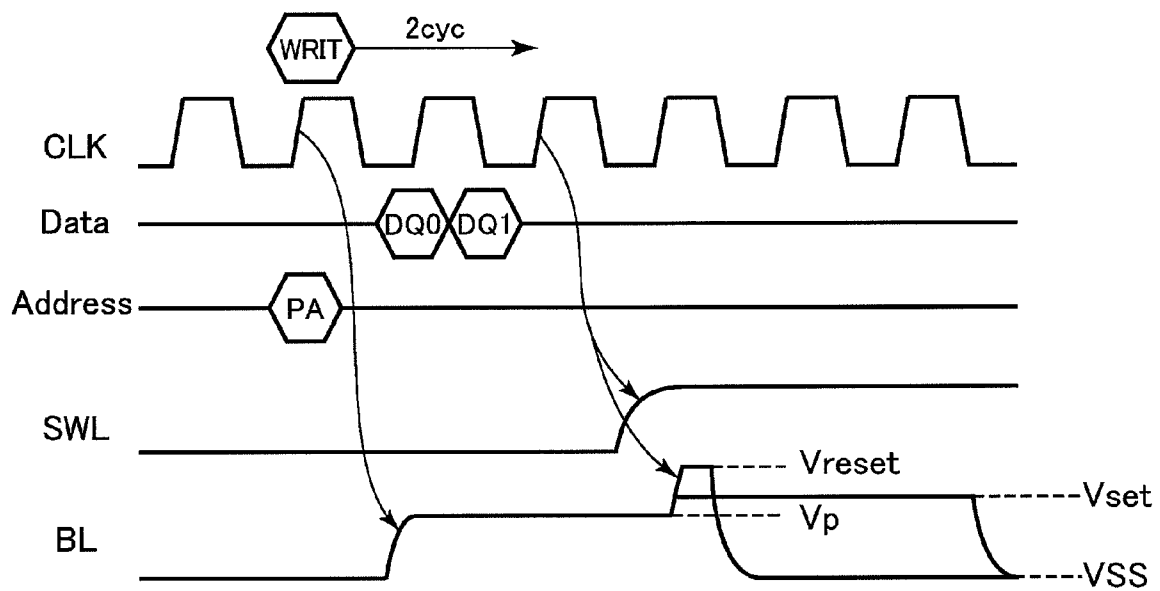 2cyc
WRIT
CLK
Data
DQ0 DQ1
Address
PA
SWL
Vreset
Vset
Vp
BL
VSS